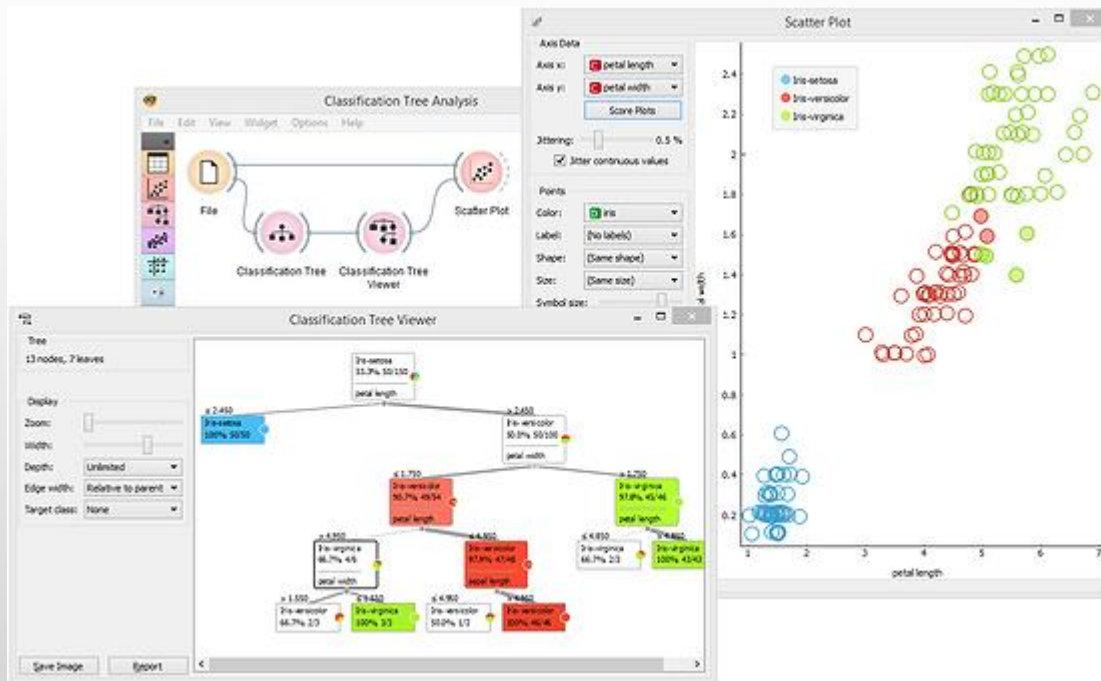 Classification Tree Analysis
File Edit View Widget Options Help
File
Classification Tree
Classification Tree
Viewer
Scatter Plot
Scatter Plot
Axis Data
Axis x: petal length
Axis y: petal width
Score Plots
Jittering: 0.5 %
Jitter continuous values
Points
Color: iris
Label: (No labels)
Shape: (Same shape)
Size: (Same size)
Symbol size:
Iris-setosa
Iris-versicolor
Iris-virginica
2.4
2.2
2
1.8
1.6
1.4
1.2
1
0.8
0.6
0.4
0.2
1 2 3 4 5 6 7
petal length
Classification Tree Viewer
Tree
13 nodes, 7 leaves
Display
Zoom:
Width:
Depth: Unlimited
Edge width: Relative to parent
Target class: None
Save Image
Report
Iris-setosa
33.3%, 50/150
petal length
≤ 2.450
Iris-setosa
100%, 50/50
> 2.450
Iris-versicolor
50.0%, 50/100
petal width
≤ 1.750
Iris-versicolor
90.7%, 49/54
petal length
> 1.750
Iris-virginica
97.8%, 45/46
petal length
> 4.950
Iris-virginica
66.7%, 4/6
petal width
Iris-versicolor
97.9%, 47/48
sepal length
≤ 4.850
Iris-virginica
66.7%, 2/3
Iris-virginica
100%, 43/43
> 1.550
Iris-versicolor
66.7%, 2/3
Iris-virginica
100%, 3/3
≤ 4.950
Iris-versicolor
50.0%, 1/2
Iris-versicolor
100%, 46/46